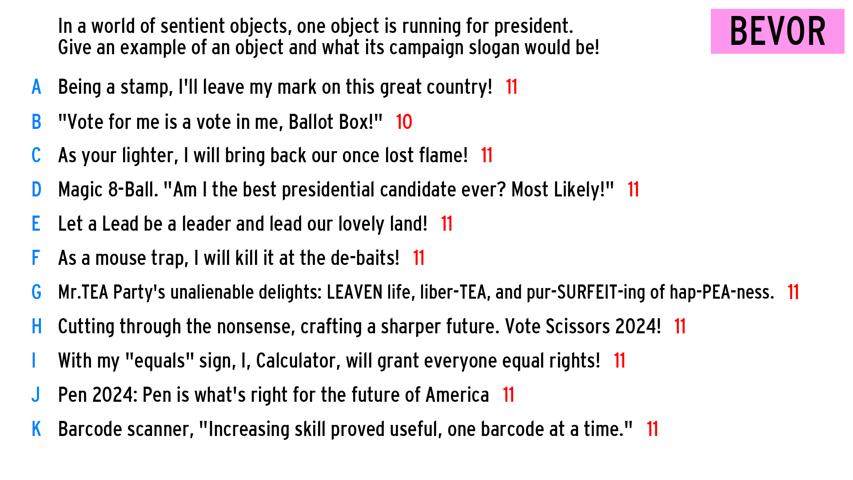 In a world of sentient objects, one object is running for president.
Give an example of an object and what its campaign slogan would be!
BEVOR
A Being a stamp, I'll leave my mark on this great country! 11
B "Vote for me is a vote in me, Ballot Box!" 10
C As your lighter, I will bring back our once lost flame! 11
D Magic 8-Ball. "Am I the best presidential candidate ever? Most Likely!" 11
E Let a Lead be a leader and lead our lovely land! 11
F As a mouse trap, I will kill it at the de-baits! 11
G Mr.TEA Party's unalienable delights: LEAVEN life, liber-TEA, and pur-SURFEIT-ing of hap-PEA-ness. 11
H Cutting through the nonsense, crafting a sharper future. Vote Scissors 2024! 11
I With my "equals" sign, I, Calculator, will grant everyone equal rights! 11
J Pen 2024: Pen is what's right for the future of America 11
K Barcode scanner, "Increasing skill proved useful, one barcode at a time." 11